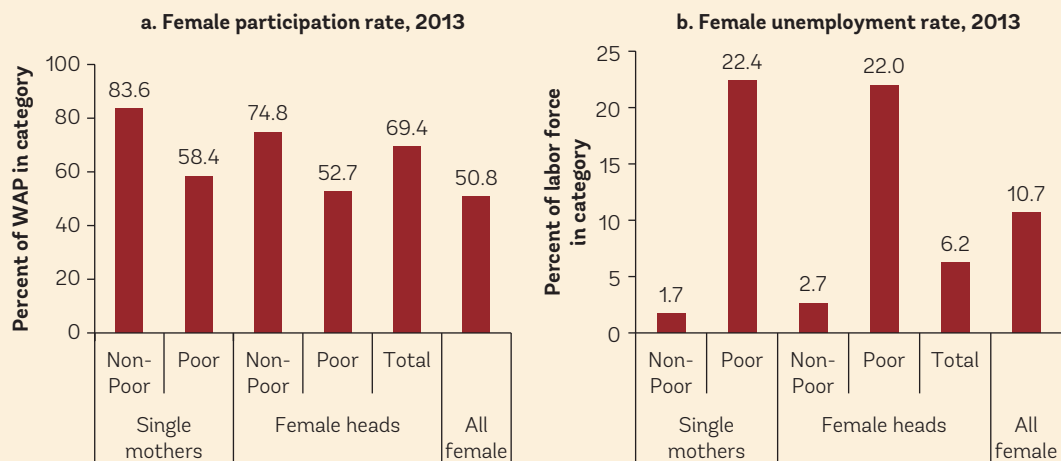 a. Female participation rate, 2013
Percent of WAP in category
100
80
60
40
20
0
83.6
58.4
74.8
52.7
69.4
50.8
Non-
Poor
Poor
Non-
Poor
Poor
Total
Single
mothers
Female heads
All
female
b. Female unemployment rate, 2013
Percent of labor force
in category
25
20
15
10
5
0
1.7
22.4
2.7
22.0
6.2
10.7
Non-
Poor
Poor
Non-
Poor
Poor
Total
Single
mothers
Female heads
All
female